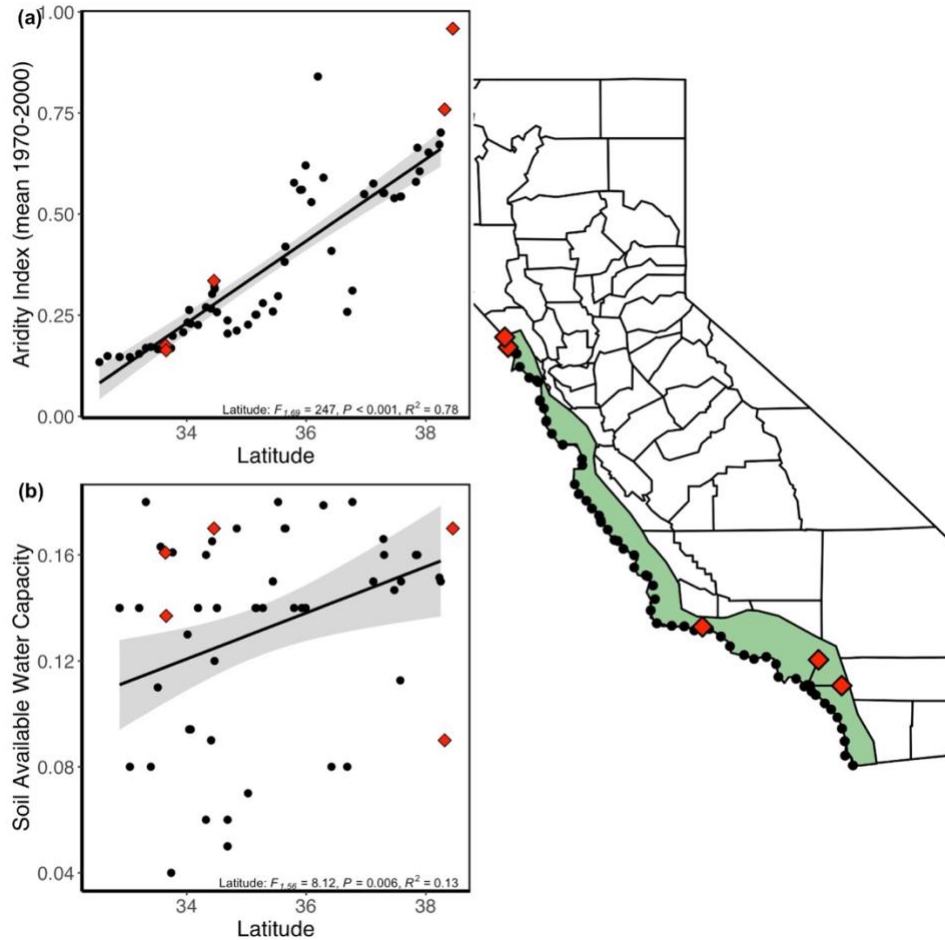 (a)
1.00
0.75
0.50
0.25
0.00
Aridity Index (mean 1970-2000)
Latitude: F1,69 = 247, P < 0.001, R2 = 0.78
34
36
38
Latitude
(b)
0.16
0.12
0.08
0.04
Soil Available Water Capacity
Latitude: F1,56 = 8.12, P = 0.006, R2 = 0.13
34
36
38
Latitude